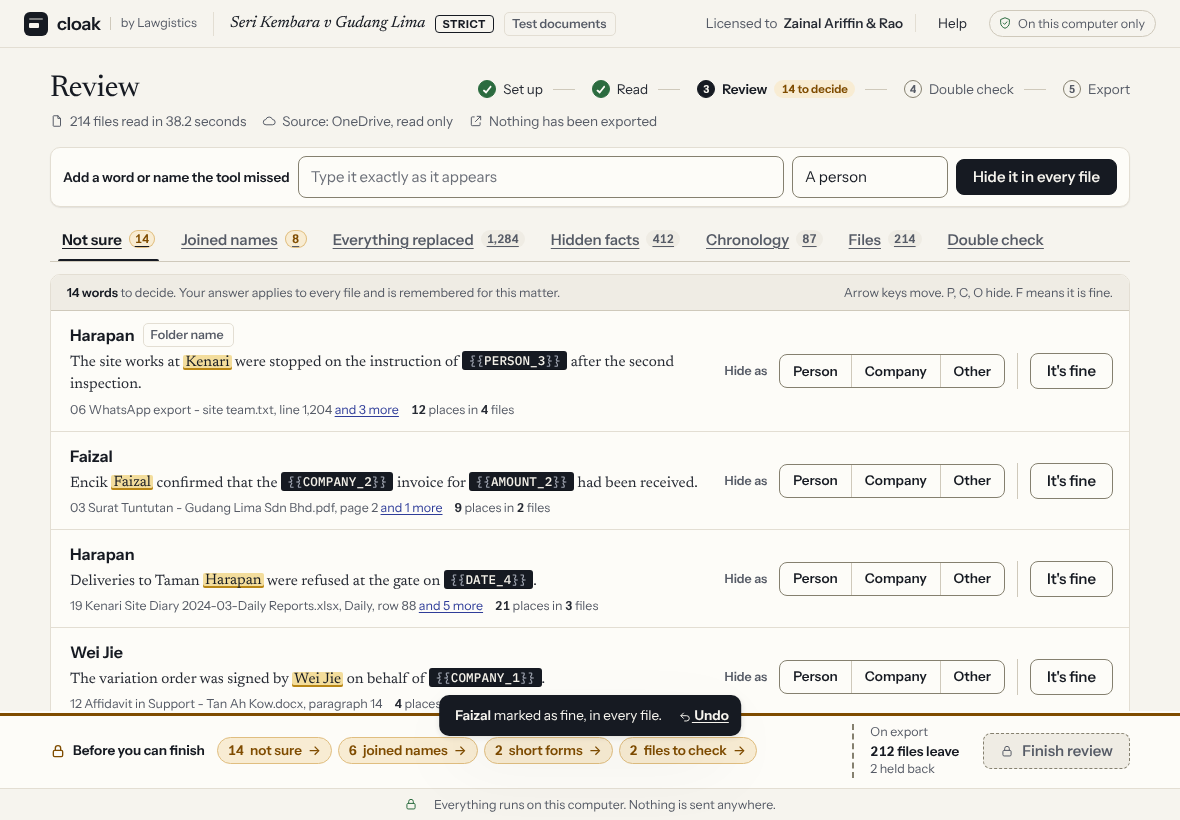 cloak by Lawgistics Seri Kembara v Gudang Lima STRICT Test documents Licensed to Zainal Ariffin & Rao Help On this computer only
Review
Set up Read 3 Review 14 to decide 4 Double check 5 Export
214 files read in 38.2 seconds Source: OneDrive, read only Nothing has been exported
Add a word or name the tool missed Type it exactly as it appears A person Hide it in every file
Not sure 14 Joined names 8 Everything replaced 1,284 Hidden facts 412 Chronology 87 Files 214 Double check
14 words to decide. Your answer applies to every file and is remembered for this matter. Arrow keys move. P, C, O hide. F means it is fine.
Harapan Folder name
The site works at Kenari were stopped on the instruction of {{PERSON_3}} after the second
inspection.
Hide as Person Company Other It's fine
06 WhatsApp export - site team.txt, line 1,204 and 3 more 12 places in 4 files
Faizal
Encik Faizal confirmed that the {{COMPANY_2}} invoice for {{AMOUNT_2}} had been received.
Hide as Person Company Other It's fine
03 Surat Tuntutan - Gudang Lima Sdn Bhd.pdf, page 2 and 1 more 9 places in 2 files
Harapan
Deliveries to Taman Harapan were refused at the gate on {{DATE_4}}.
Hide as Person Company Other It's fine
19 Kenari Site Diary 2024-03-Daily Reports.xlsx, Daily, row 88 and 5 more 21 places in 3 files
Wei Jie
The variation order was signed by Wei Jie on behalf of {{COMPANY_1}}.
Hide as Person Company Other It's fine
12 Affidavit in Support - Tan Ah Kow.docx, paragraph 14 4 places
Faizal marked as fine, in every file. Undo
Before you can finish 14 not sure → 6 joined names → 2 short forms → 2 files to check →
On export
212 files leave
2 held back
Finish review
Everything runs on this computer. Nothing is sent anywhere.